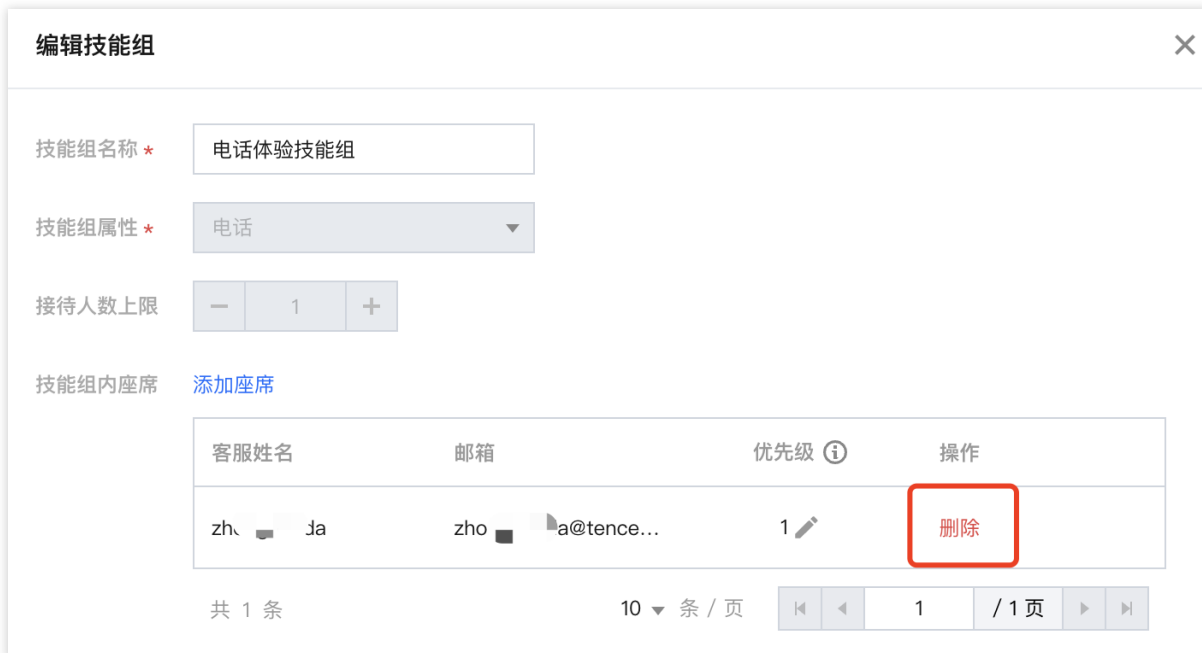 编辑技能组
技能组名称 *
电话体验技能组
技能组属性 *
电话
接待人数上限
1
技能组内座席 添加座席
客服姓名 邮箱 优先级 操作
1 删除
共 1 条 10 条 / 页 1 / 1 页